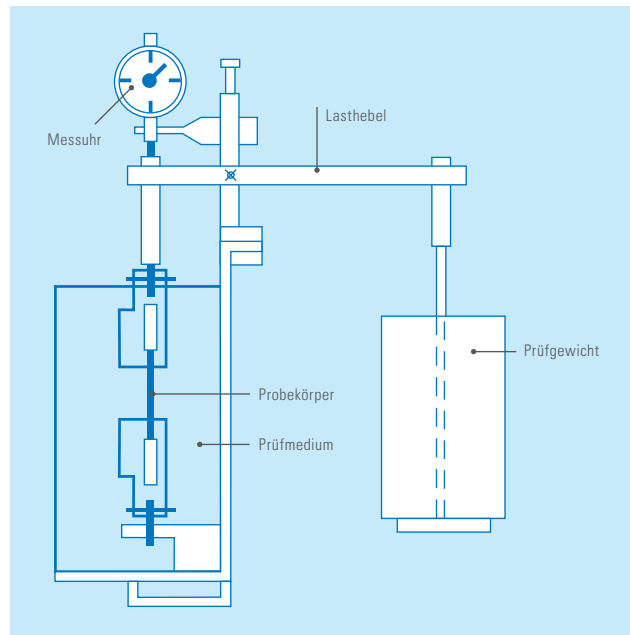 Messuhr
Lasthebel
Prüfgewicht
Probekörper
Prüfmedium